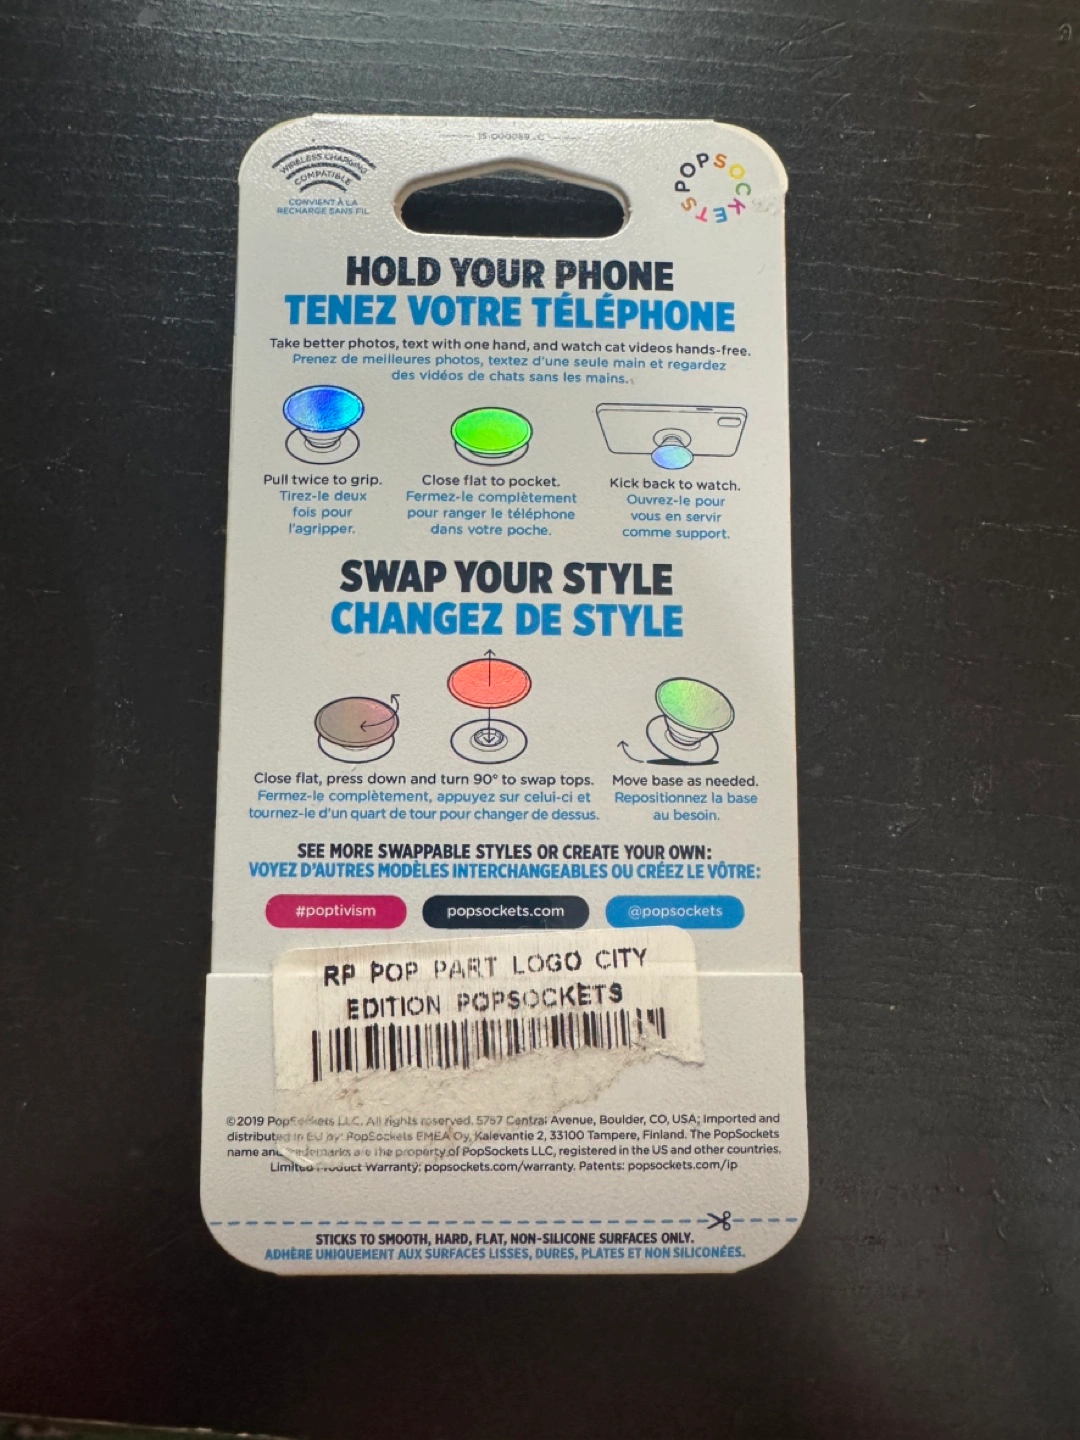 15-000089
WIRELESS CHARGING
COMPATIBLE
CONVIENT À LA
RECHARGE SANS FIL
POPSOCKETS
HOLD YOUR PHONE
TENEZ VOTRE TÉLÉPHONE
Take better photos, text with one hand, and watch cat videos hands-free.
Prenez de meilleures photos, textez d'une seule main et regardez
des vidéos de chats sans les mains.
Pull twice to grip.
Tirez-le deux
fois pour
l'agripper.
Close flat to pocket.
Fermez-le complètement
pour ranger le téléphone
dans votre poche.
Kick back to watch.
Ouvrez-le pour
vous en servir
comme support.
SWAP YOUR STYLE
CHANGEZ DE STYLE
Close flat, press down and turn 90° to swap tops.
Fermez-le complètement, appuyez sur celui-ci et
tournez-le d'un quart de tour pour changer de dessus.
Move base as needed.
Repositionnez la base
au besoin.
SEE MORE SWAPPABLE STYLES OR CREATE YOUR OWN:
VOYEZ D'AUTRES MODÈLES INTERCHANGEABLES OU CRÉEZ LE VÔTRE:
#poptivism
popsockets.com
@popsockets
RP POP PART LOGO CITY
EDITION POPSOCKETS
©2019 PopSockets LLC. All rights reserved. 5757 Central Avenue, Boulder, CO, USA; Imported and
distributed in EU by: PopSockets EMEA Oy, Kalevantie 2, 33100 Tampere, Finland. The PopSockets
name and trademarks are the property of PopSockets LLC, registered in the US and other countries.
Limited Product Warranty: popsockets.com/warranty. Patents: popsockets.com/ip
STICKS TO SMOOTH, HARD, FLAT, NON-SILICONE SURFACES ONLY.
ADHÈRE UNIQUEMENT AUX SURFACES LISSES, DURES, PLATES ET NON SILICONÉES.